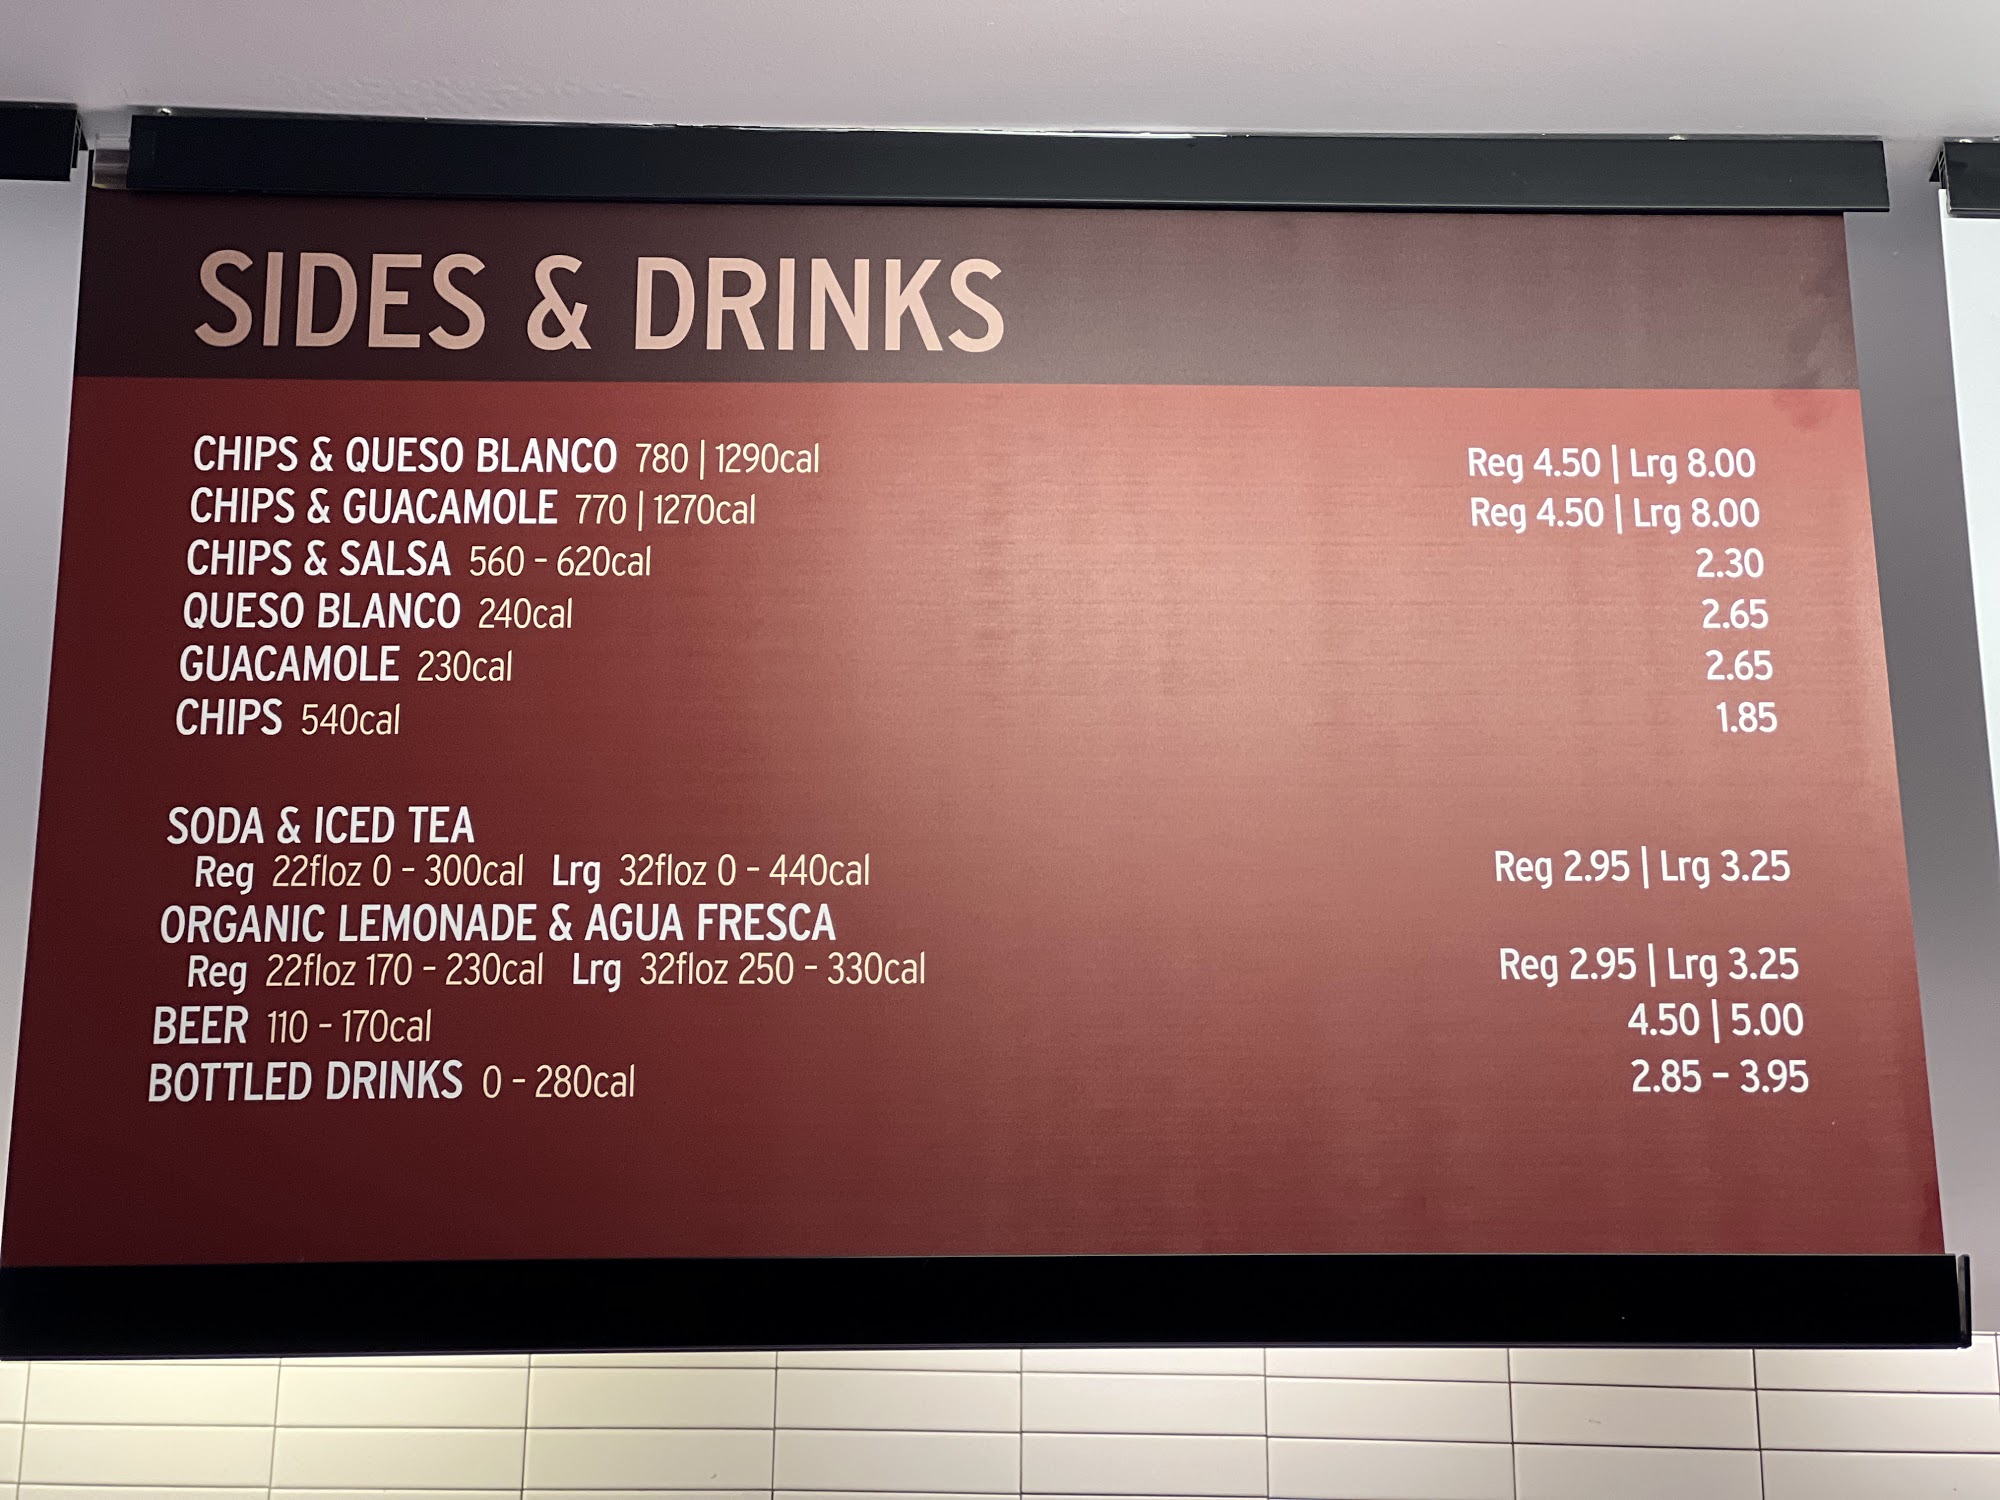 SIDES & DRINKS
CHIPS & QUESO BLANCO 780 | 1290cal Reg 4.50 | Lrg 8.00
CHIPS & GUACAMOLE 770 | 1270cal Reg 4.50 | Lrg 8.00
CHIPS & SALSA 560 - 620cal 2.30
QUESO BLANCO 240cal 2.65
GUACAMOLE 230cal 2.65
CHIPS 540cal 1.85
SODA & ICED TEA
Reg 22floz 0 - 300cal Lrg 32floz 0 - 440cal Reg 2.95 | Lrg 3.25
ORGANIC LEMONADE & AGUA FRESCA
Reg 22floz 170 - 230cal Lrg 32floz 250 - 330cal Reg 2.95 | Lrg 3.25
BEER 110 - 170cal 4.50 | 5.00
BOTTLED DRINKS 0 - 280cal 2.85 - 3.95